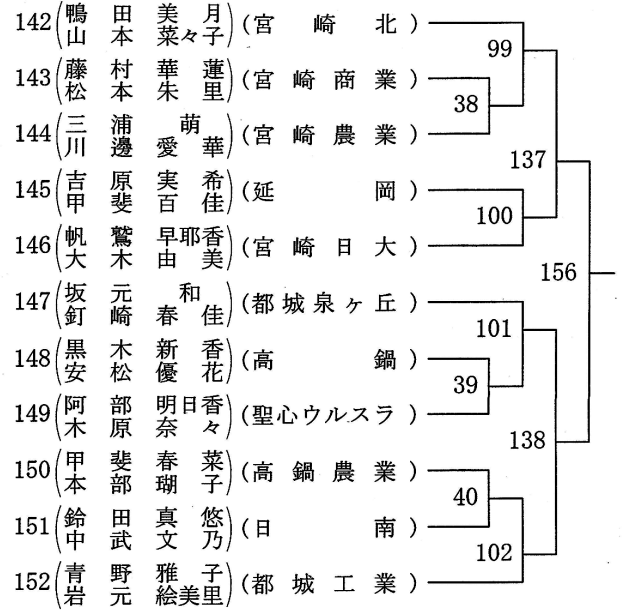 142(鴨田美月 山本菜々子)(宮崎北)
143(藤村華蓮 松本朱里)(宮崎商業)
144(三浦萌 川邊愛華)(宮崎農業)
145(吉原実希 甲斐百佳)(延岡)
146(帆鷲早耶香 大木由美)(宮崎日大)
147(坂元和 釘崎春佳)(都城泉ヶ丘)
148(黒木新香 安松優花)(高鍋)
149(阿部明日香 木原奈々)(聖心ウルスラ)
150(甲斐春菜 本部瑚子)(高鍋農業)
151(鈴田真悠 中武文乃)(日南)
152(青野雅子 岩元絵美里)(都城工業)
99
38
137
100
156
101
39
138
40
102